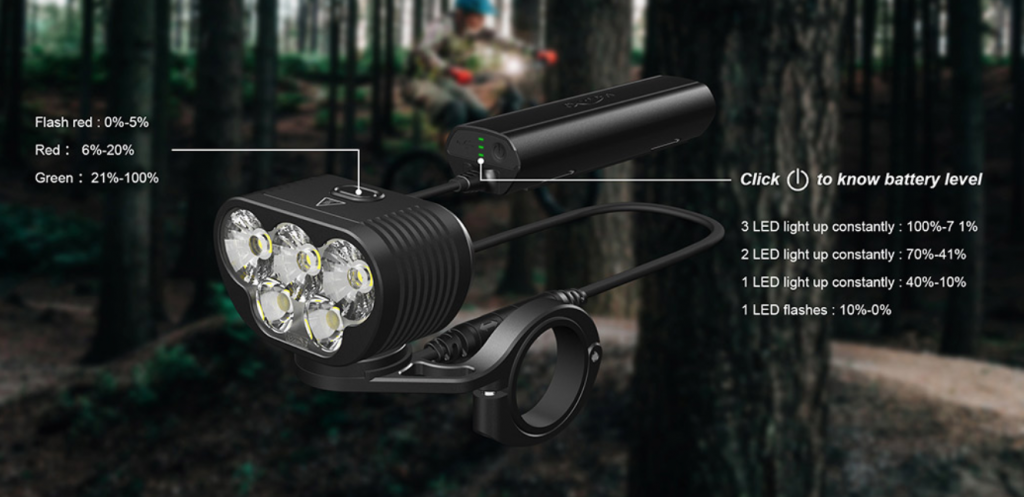 Flash red : 0%-5%
Red : 6%-20%
Green : 21%-100%
Click to know battery level
3 LED light up constantly : 100%-7 1%
2 LED light up constantly : 70%-41%
1 LED light up constantly : 40%-10%
1 LED flashes : 10%-0%